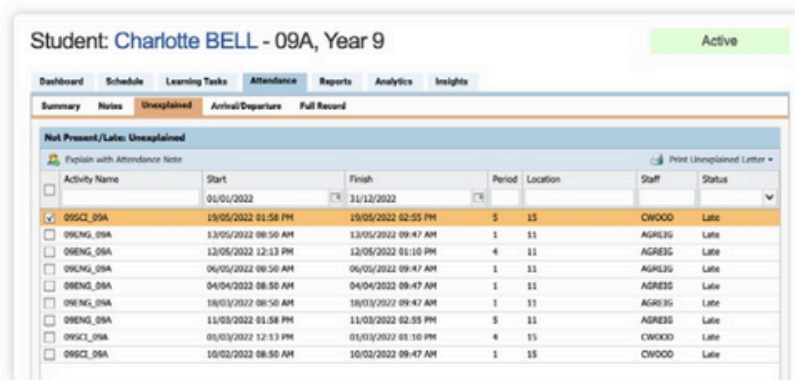 Student: Charlotte BELL - 09A, Year 9 Active
Dashboard Schedule Learning Tasks Attendance Reports Analytics Insights
Summary Notes Unexplained Arrival/Departure Full Record
Not Present/Late: Unexplained
Explain with Attendance Note Print Unexplained Letter
Activity Name Start Finish Period Location Staff Status
01/01/2022 31/12/2022
09SCI_09A 19/05/2022 01:58 PM 19/05/2022 02:55 PM 5 15 CWOOD Late
09ENG_09A 13/05/2022 08:50 AM 13/05/2022 09:47 AM 1 11 AGREIG Late
09ENG_09A 12/05/2022 12:13 PM 12/05/2022 01:10 PM 4 11 AGREIG Late
09ENG_09A 06/05/2022 08:50 AM 06/05/2022 09:47 AM 1 11 AGREIG Late
09ENG_09A 04/04/2022 08:50 AM 04/04/2022 09:47 AM 1 11 AGREIG Late
09ENG_09A 18/03/2022 08:50 AM 18/03/2022 09:47 AM 1 11 AGREIG Late
09ENG_09A 11/03/2022 01:58 PM 11/03/2022 02:55 PM 5 11 AGREIG Late
09SCI_09A 01/03/2022 12:13 PM 01/03/2022 01:10 PM 4 15 CWOOD Late
09SCI_09A 10/02/2022 08:50 AM 10/02/2022 09:47 AM 1 15 CWOOD Late